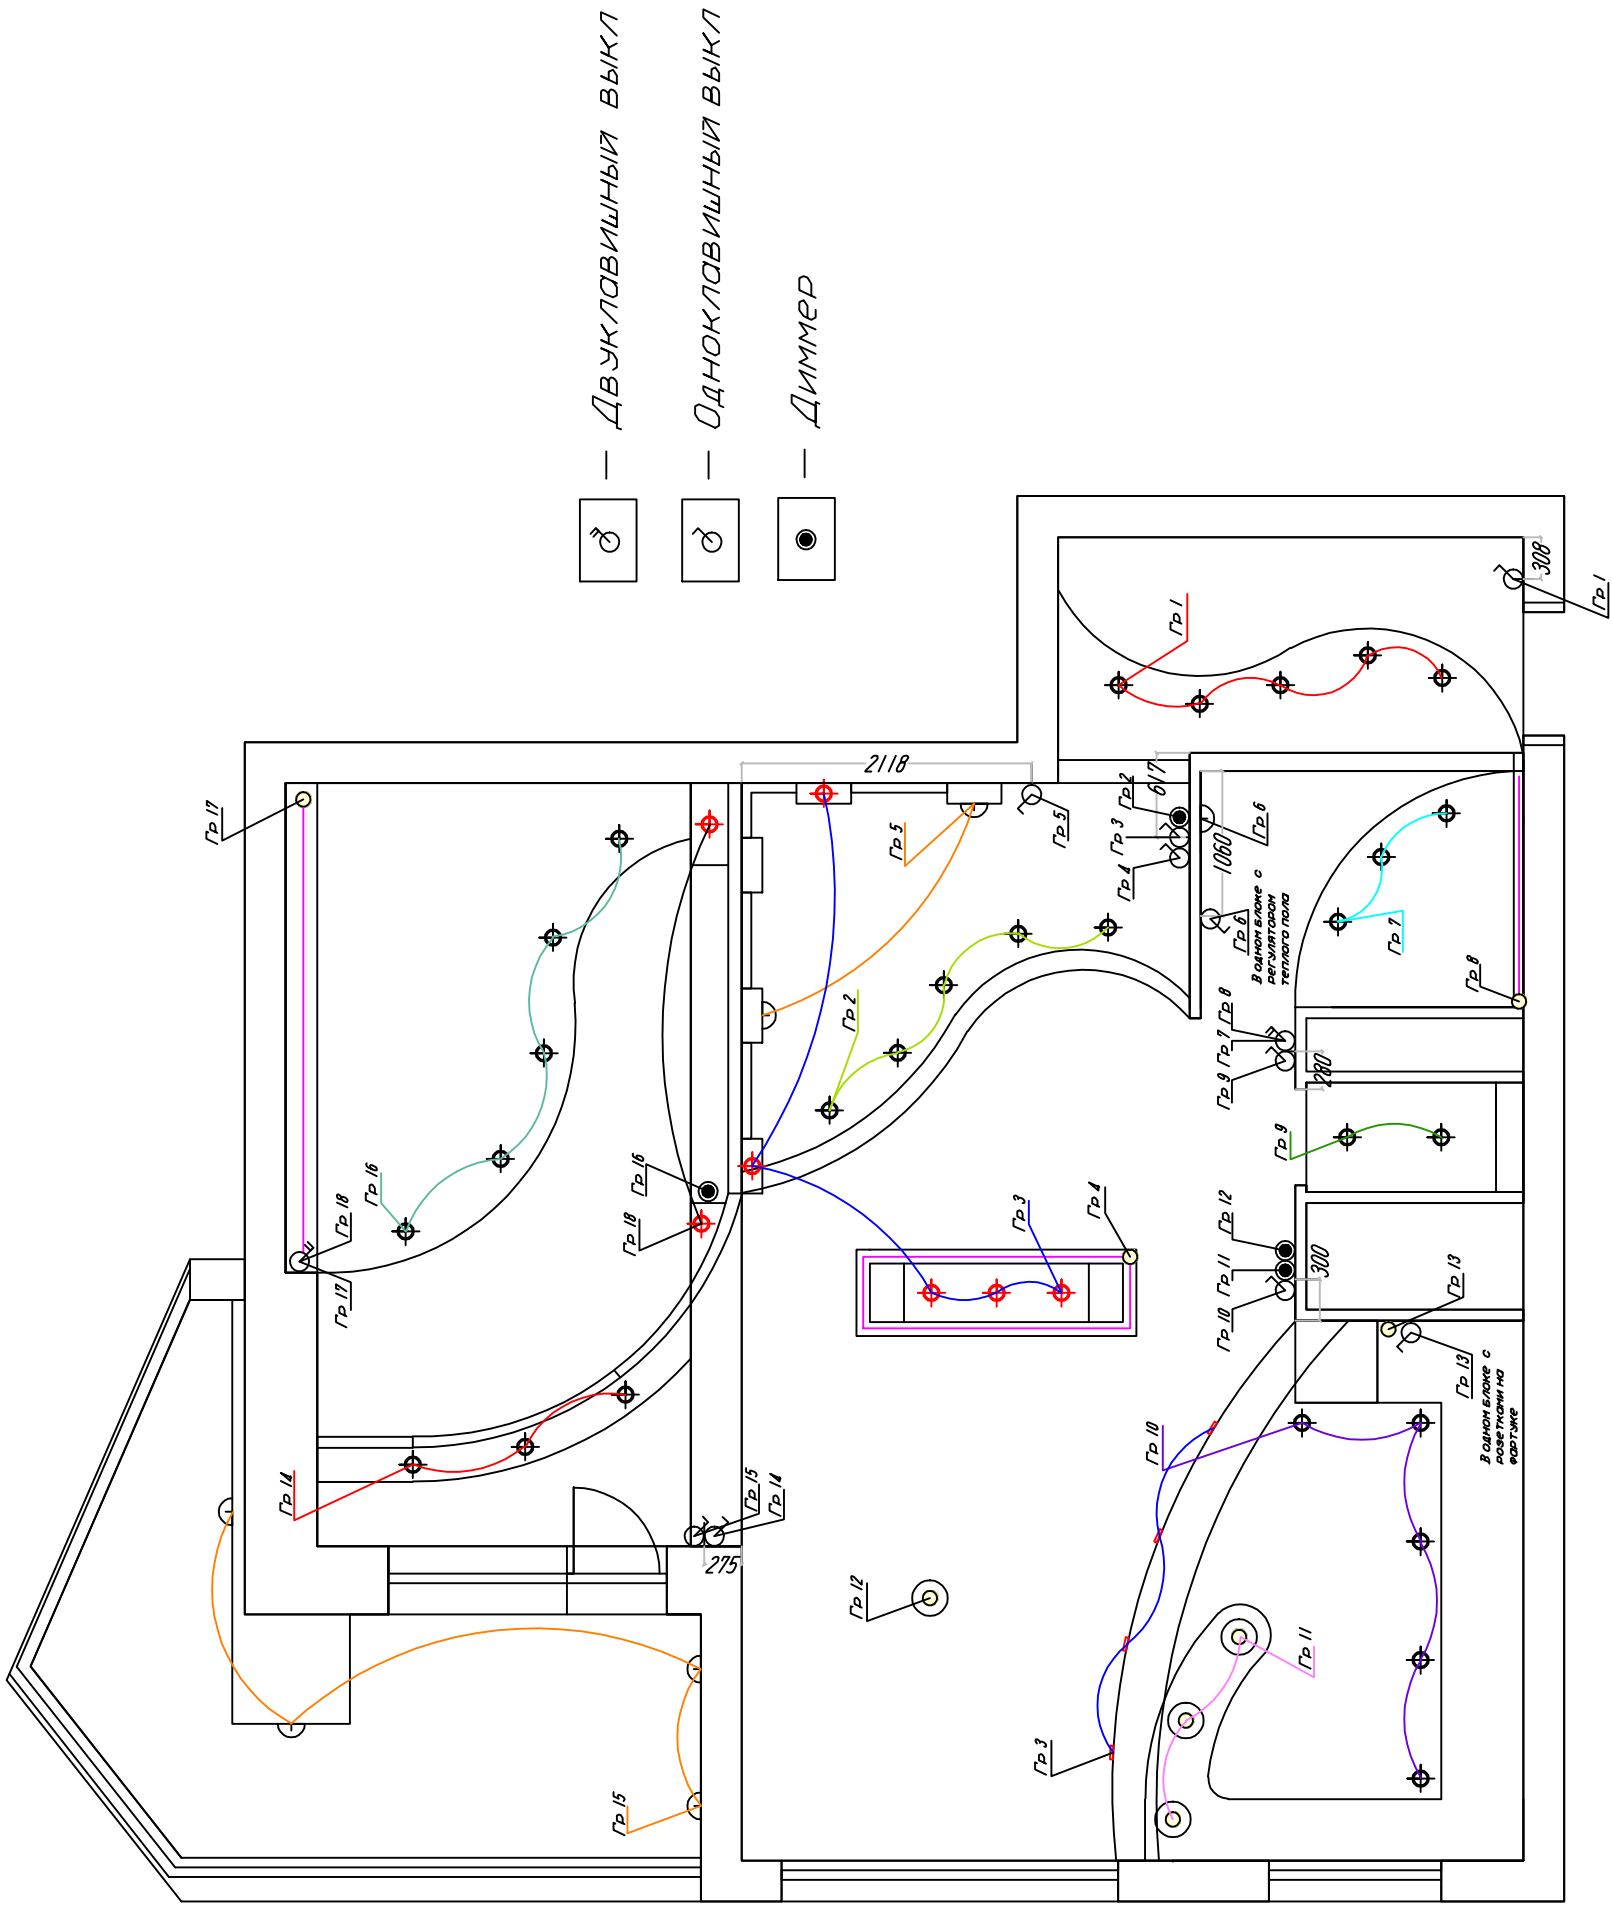 Двуклавишный выкл
Одноклавишный выкл
Диммер
Гр 17
Гр 18
Гр 17
Гр 16
Гр 16
Гр 18
Гр 14
Гр 15
Гр 14
275
Гр 15
2118
Гр 5
Гр 5
Гр 2
Гр 2
Гр 3
Гр 4
617
Гр 1
308
Гр 1
Гр 6
1060
Гр 6
В одном блоке с
регулятором
теплого пола
Гр 7
Гр 8
Гр 8
Гр 7
Гр 9
280
Гр 9
Гр 3
Гр 4
Гр 12
Гр 11
Гр 10
300
Гр 13
Гр 13
В одном блоке с
розетками на
фартуке
Гр 10
Гр 12
Гр 11
Гр 3